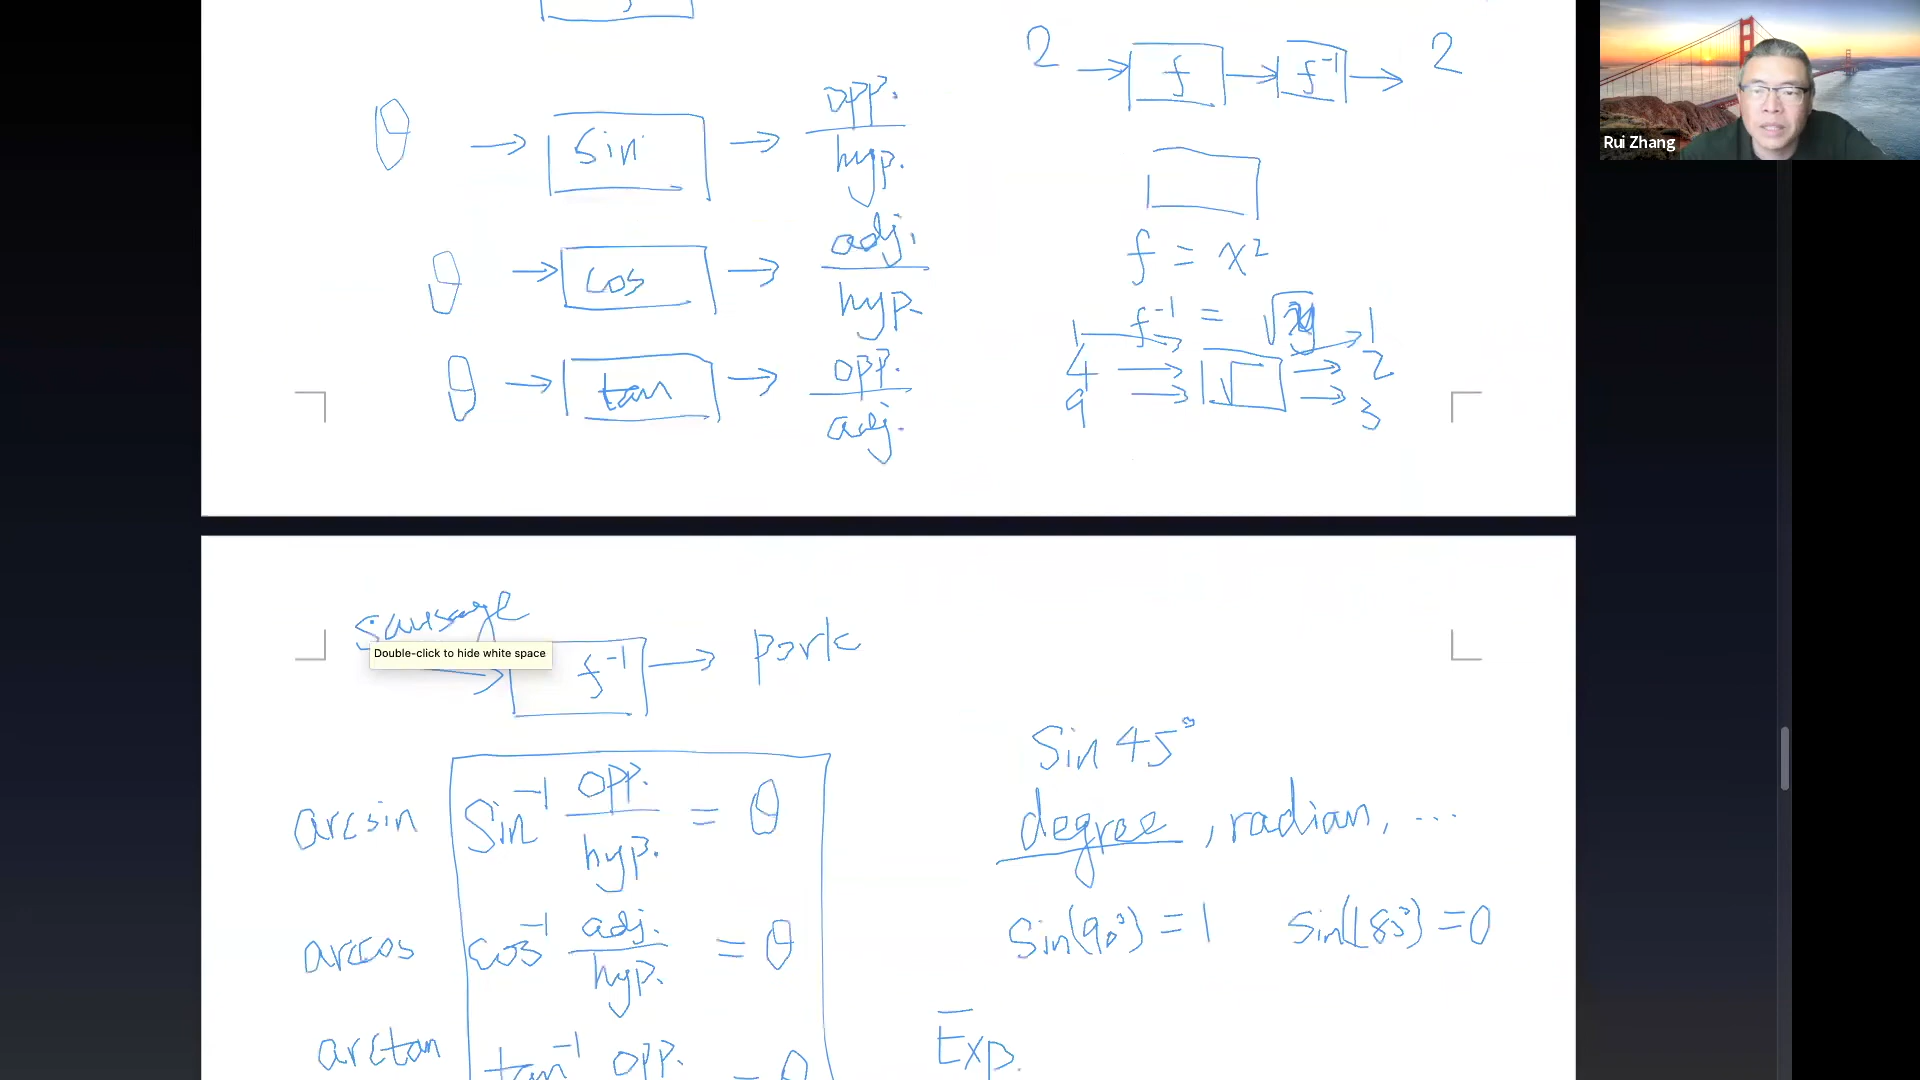 2 → f → f⁻¹ → 2
θ → sin → opp. / hyp.
θ → cos → adj. / hyp.
θ → tan → opp. / adj.
f = x²
f⁻¹ = √y
1 → 1
4 → √ → 2
9 → 3
Rui Zhang
sausage
Double-click to hide white space
→ f⁻¹ → pork
arcsin sin⁻¹ opp. / hyp. = θ
arccos cos⁻¹ adj. / hyp. = θ
arctan tan⁻¹ opp. = θ
sin 45°
degree, radian, ...
sin(90°) = 1 sin(180°) = 0
Exp.